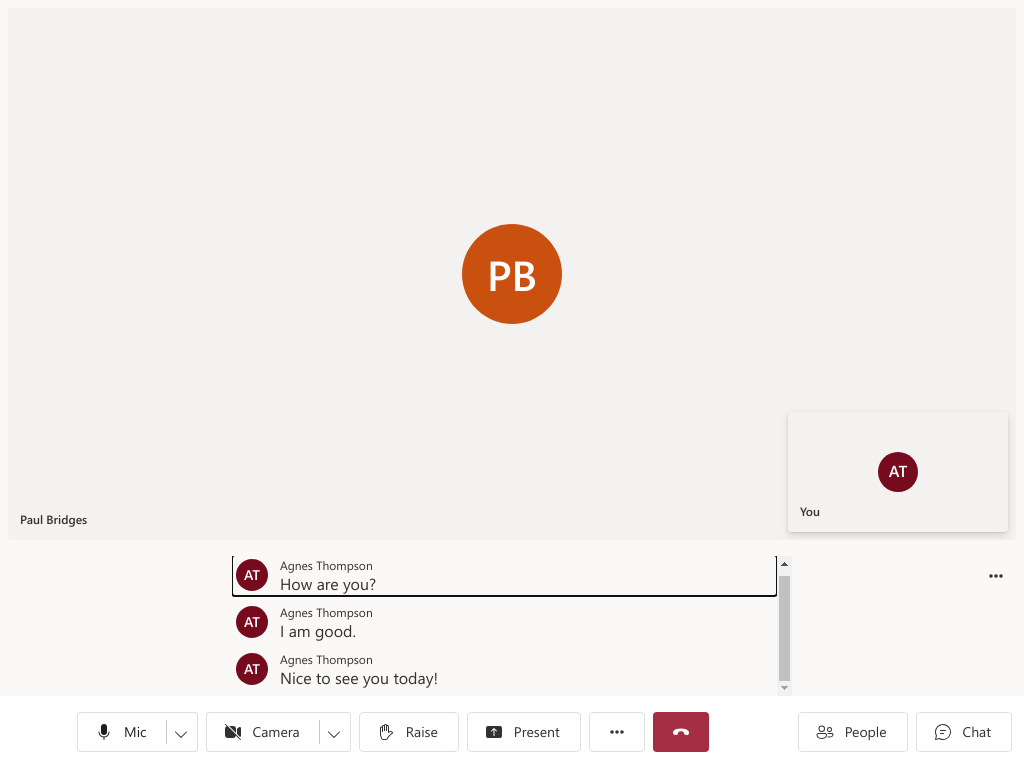 PB
AT
You
Paul Bridges
AT
Agnes Thompson
How are you?
AT
Agnes Thompson
I am good.
AT
Agnes Thompson
Nice to see you today!
Mic
Camera
Raise
Present
People
Chat